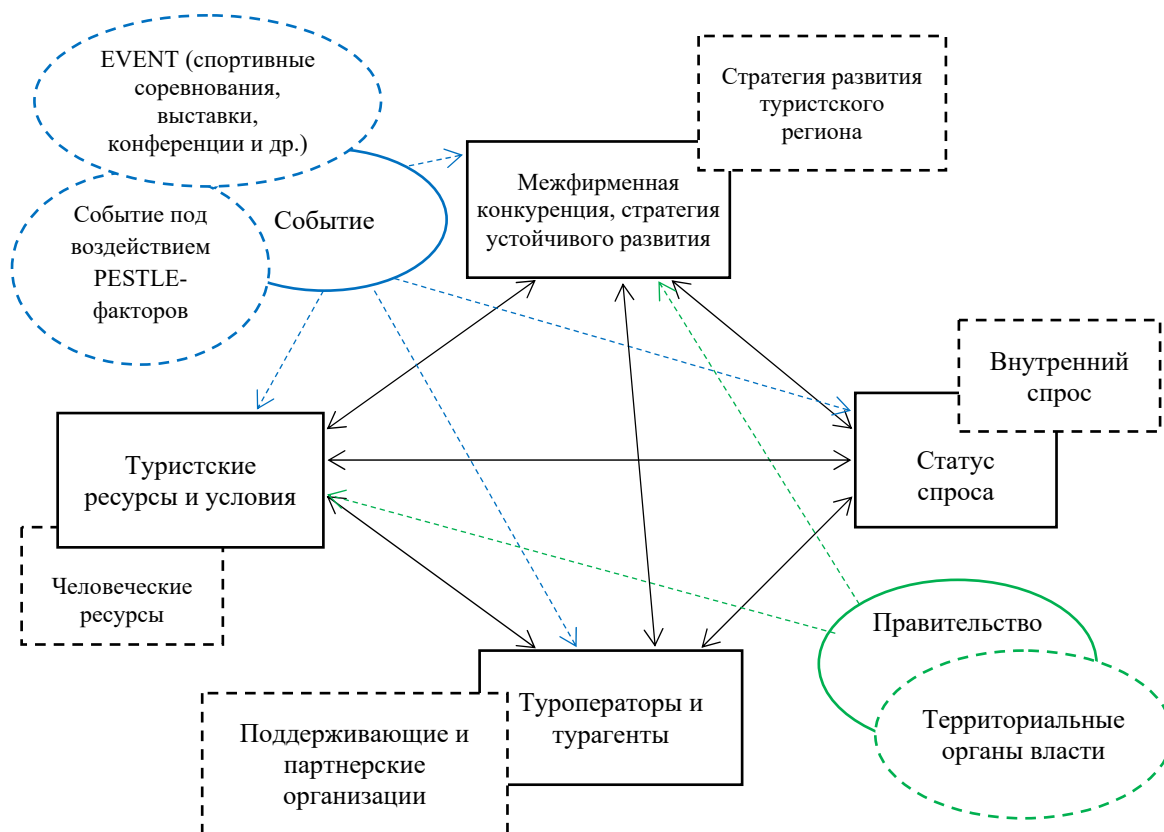 EVENT (спортивные
соревнования,
выставки,
конференции и др.)
Стратегия развития
туристского
региона
Межфирменная
конкуренция, стратегия
устойчивого развития
Событие
Событие под
воздействием
PESTLE-
факторов
Внутренний
спрос
Туристские
ресурсы и условия
Статус
спроса
Человеческие
ресурсы
Правительство
Территориальные
органы власти
Туроператоры и
турагенты
Поддерживающие и
партнерские
организации